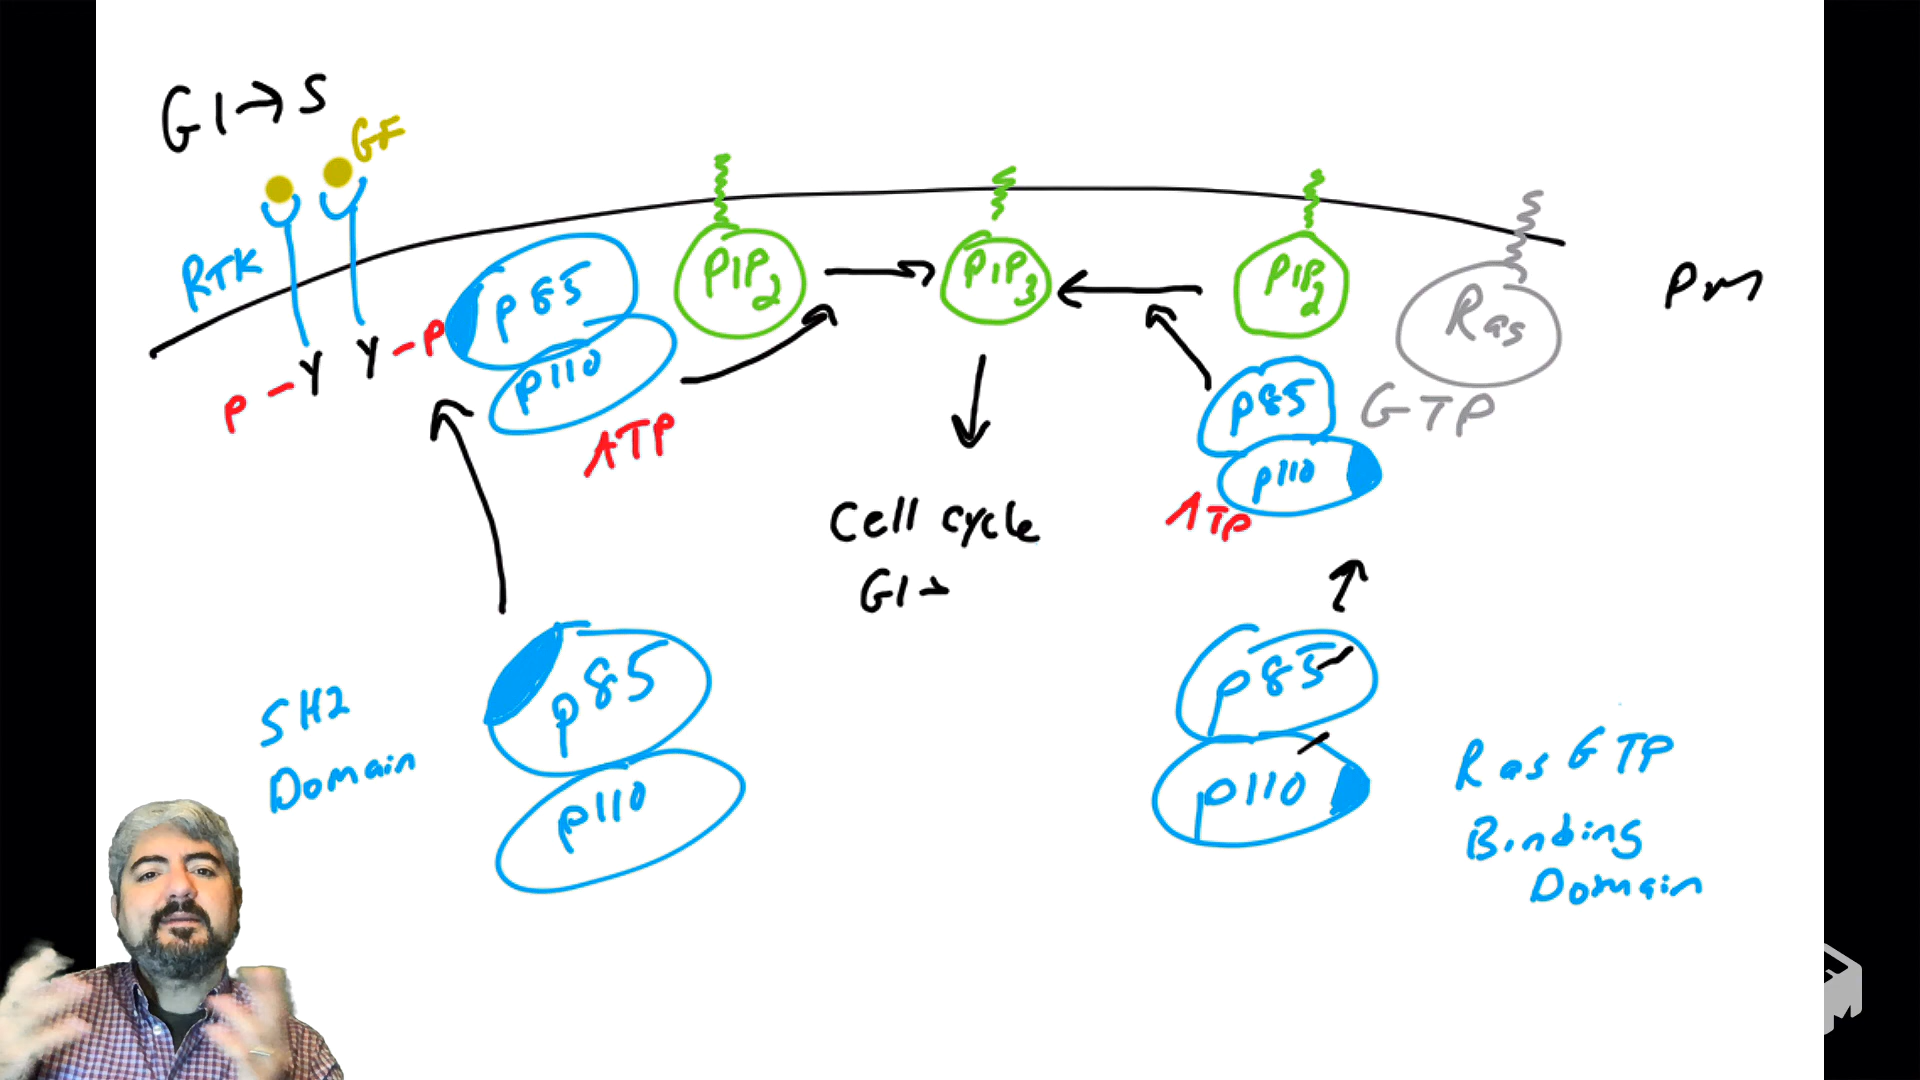 G1→S
GF
RTK
P-Y
Y-P
p85
p110
ATP
PIP2
PIP3
PIP2
Ras
GTP
PM
p85
p110
ATP
Cell cycle
G1→
SH2
Domain
p85
p110
p85
p110
Ras GTP
Binding
Domain